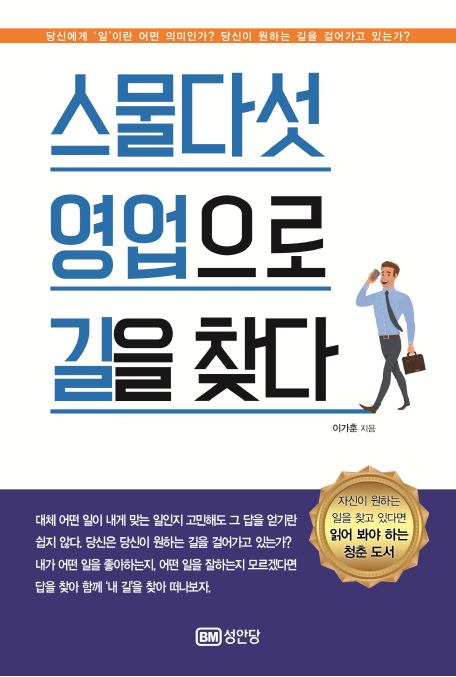 당신에게 '일'이란 어떤 의미인가? 당신이 원하는 길을 걸어가고 있는가?
스물다섯
영업으로
길을 찾다
이가훈 지음
자신이 원하는
일을 찾고 있다면
읽어 봐야 하는
청춘 도서
대체 어떤 일이 내게 맞는 일인지 고민해도 그 답을 얻기란
쉽지 않다. 당신은 당신이 원하는 길을 걸어가고 있는가?
내가 어떤 일을 좋아하는지, 어떤 일을 잘하는지 모르겠다면
답을 찾아 함께 '내 길'을 찾아 떠나보자.
BM 성안당